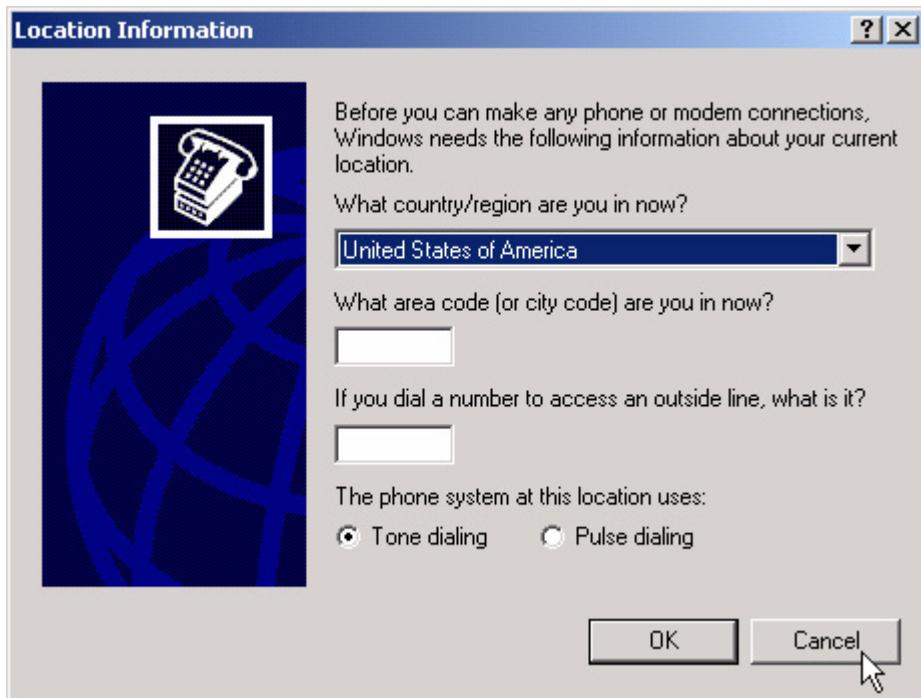 Location Information
Before you can make any phone or modem connections,
Windows needs the following information about your current
location.
What country/region are you in now?
United States of America
What area code (or city code) are you in now?
If you dial a number to access an outside line, what is it?
The phone system at this location uses:
Tone dialing Pulse dialing
OK Cancel